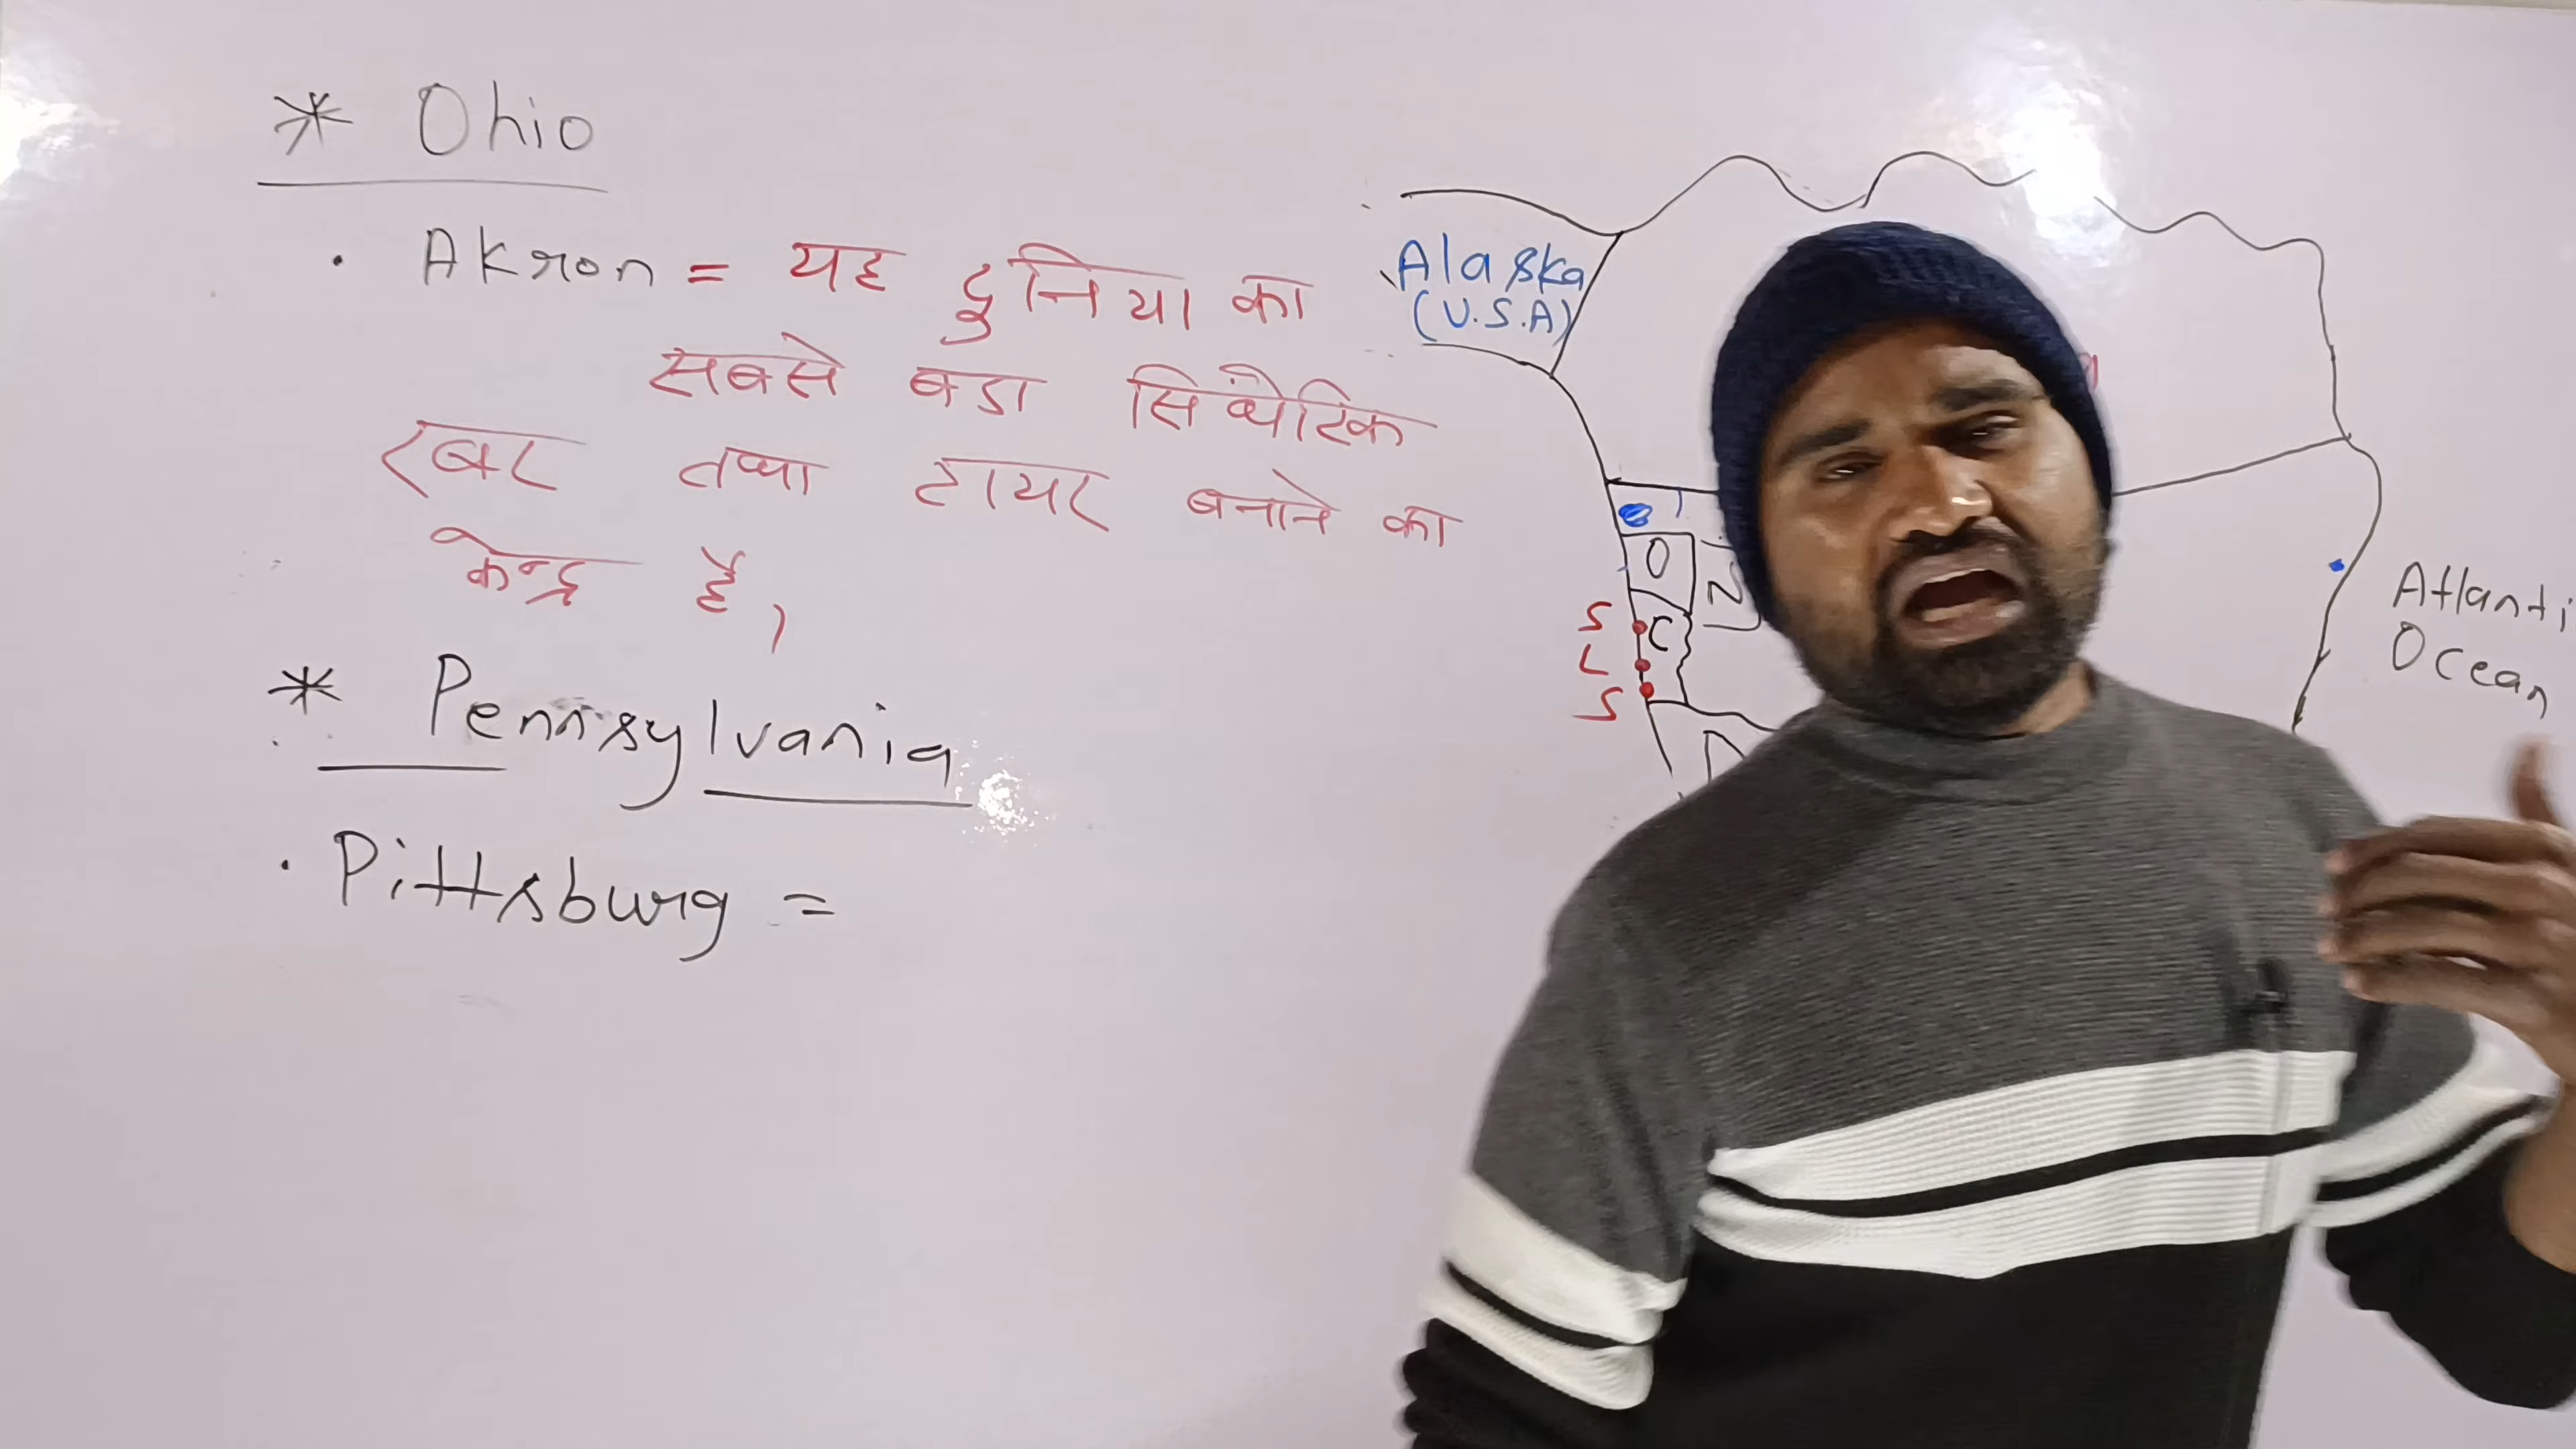 * Ohio
· Akron = यह दुनिया का
सबसे बडा सिंथैटिक
रबर तथा टायर बनाने का
केन्द्र है,
* Pennsylvania
· Pittsburg =
Alaska
(U.S.A)
O
N
C
S
L
S
Atlanti
Ocean